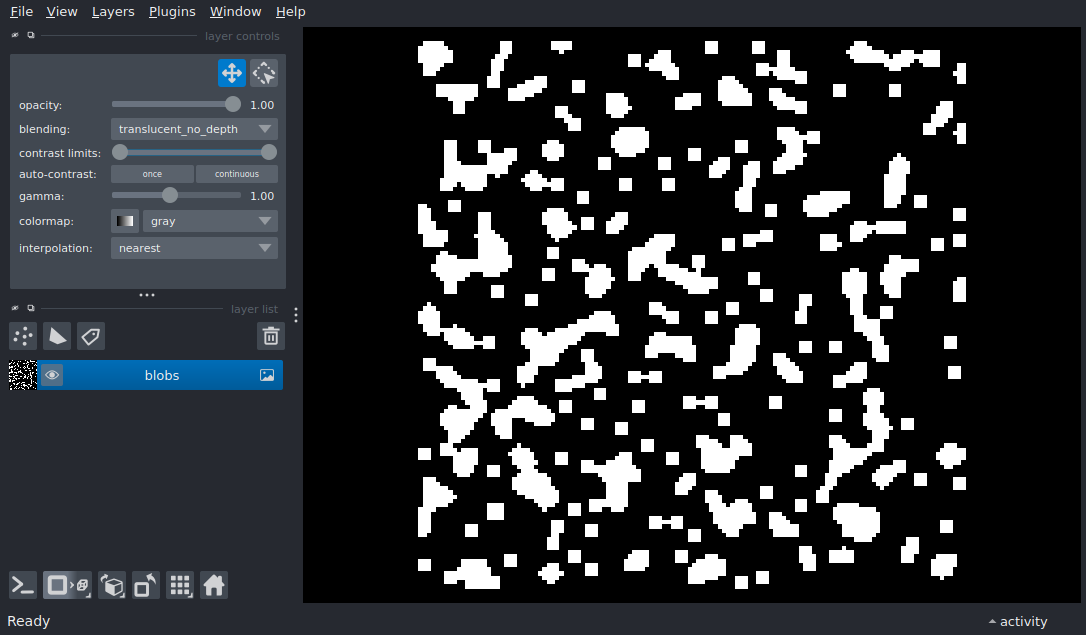 File View Layers Plugins Window Help
layer controls
opacity: 1.00
blending: translucent_no_depth
contrast limits:
auto-contrast: once continuous
gamma: 1.00
colormap: gray
interpolation: nearest
layer list
blobs
Ready activity